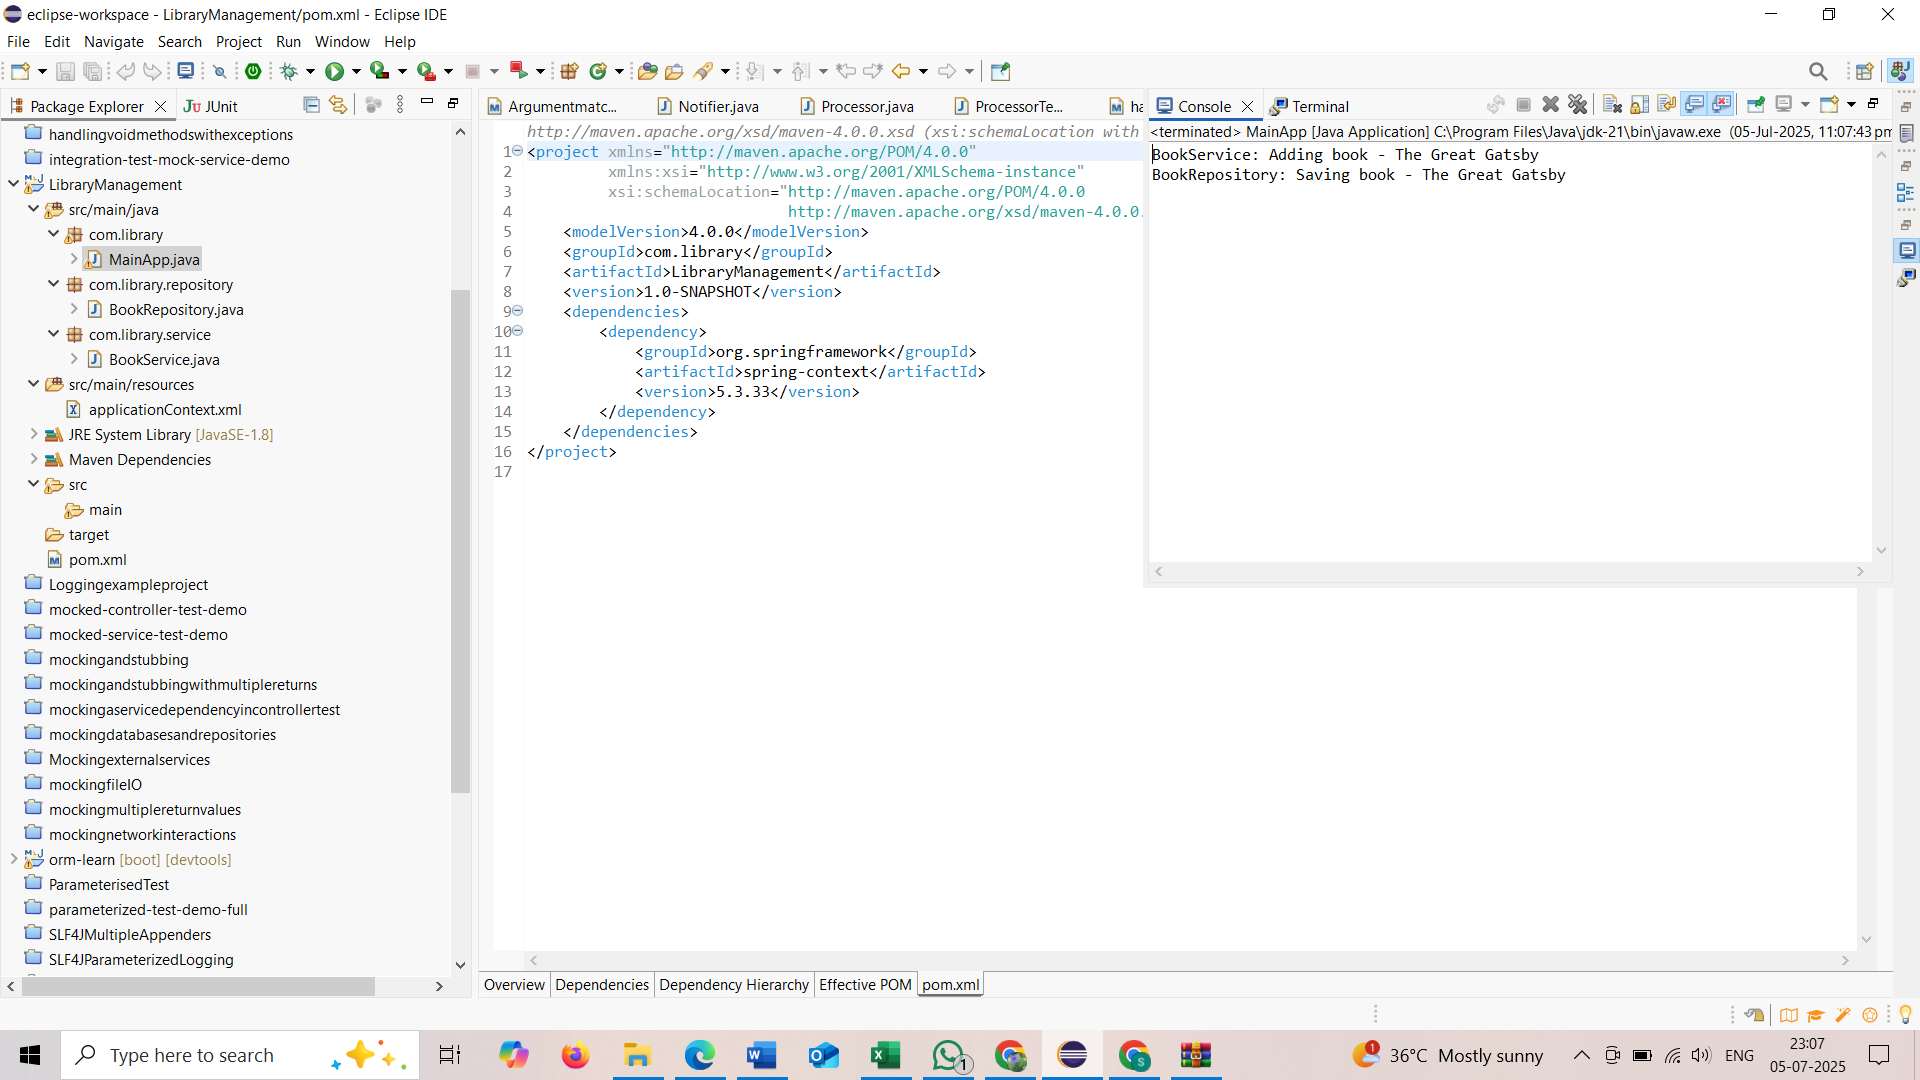 eclipse-workspace - LibraryManagement/pom.xml - Eclipse IDE
File Edit Navigate Search Project Run Window Help
Package Explorer
JUnit
handlingvoidmethodswithexceptions
integration-test-mock-service-demo
LibraryManagement
src/main/java
com.library
MainApp.java
com.library.repository
BookRepository.java
com.library.service
BookService.java
src/main/resources
applicationContext.xml
JRE System Library [JavaSE-1.8]
Maven Dependencies
src
main
target
pom.xml
Loggingexampleproject
mocked-controller-test-demo
mocked-service-test-demo
mockingandstubbing
mockingandstubbingwithmultiplereturns
mockingaservicedependencyincontrollertest
mockingdatabasesandrepositories
Mockingexternalservices
mockingfileIO
mockingmultiplereturnvalues
mockingnetworkinteractions
orm-learn [boot] [devtools]
ParameterisedTest
parameterized-test-demo-full
SLF4JMultipleAppenders
SLF4JParameterizedLogging
Argumentmatc... Notifier.java Processor.java ProcessorTe... ha
http://maven.apache.org/xsd/maven-4.0.0.xsd (xsi:schemaLocation with
1 <project xmlns="http://maven.apache.org/POM/4.0.0"
2 xmlns:xsi="http://www.w3.org/2001/XMLSchema-instance"
3 xsi:schemaLocation="http://maven.apache.org/POM/4.0.0
4 http://maven.apache.org/xsd/maven-4.0.0.
5 <modelVersion>4.0.0</modelVersion>
6 <groupId>com.library</groupId>
7 <artifactId>LibraryManagement</artifactId>
8 <version>1.0-SNAPSHOT</version>
9 <dependencies>
10 <dependency>
11 <groupId>org.springframework</groupId>
12 <artifactId>spring-context</artifactId>
13 <version>5.3.33</version>
14 </dependency>
15 </dependencies>
16 </project>
17
Overview Dependencies Dependency Hierarchy Effective POM pom.xml
Console Terminal
<terminated> MainApp [Java Application] C:\Program Files\Java\jdk-21\bin\javaw.exe (05-Jul-2025, 11:07:43 pm
BookService: Adding book - The Great Gatsby
BookRepository: Saving book - The Great Gatsby
Type here to search
1
1
36°C Mostly sunny
ENG
23:07
05-07-2025